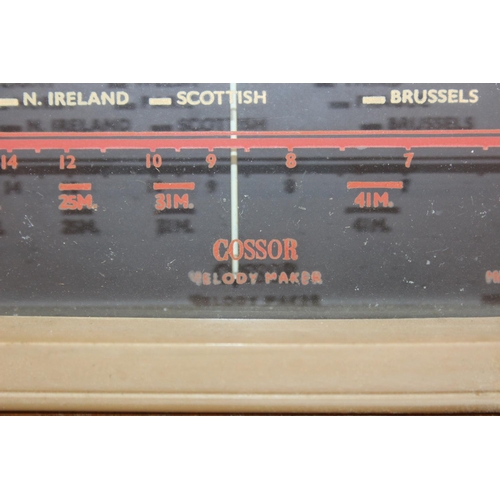 N. IRELAND SCOTTISH BRUSSELS
14 12 10 9 8 7
25M. 31M. 41M.
COSSOR
MELODY MAKER